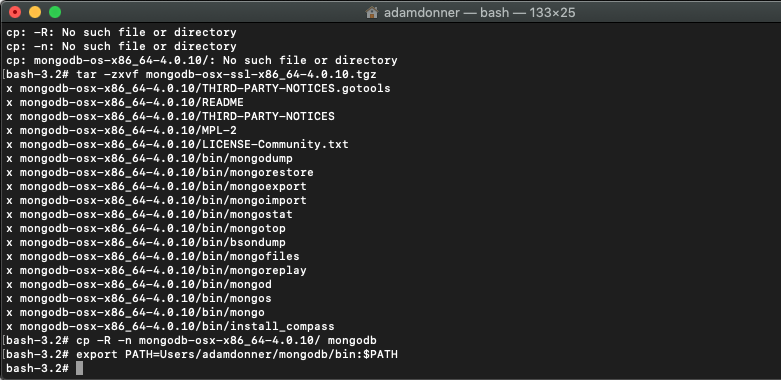 adamdonner — bash — 133×25
cp: -R: No such file or directory
cp: -n: No such file or directory
cp: mongodb-os-x86_64-4.0.10/: No such file or directory
[bash-3.2# tar -zxvf mongodb-osx-ssl-x86_64-4.0.10.tgz
x mongodb-osx-x86_64-4.0.10/THIRD-PARTY-NOTICES.gotools
x mongodb-osx-x86_64-4.0.10/README
x mongodb-osx-x86_64-4.0.10/THIRD-PARTY-NOTICES
x mongodb-osx-x86_64-4.0.10/MPL-2
x mongodb-osx-x86_64-4.0.10/LICENSE-Community.txt
x mongodb-osx-x86_64-4.0.10/bin/mongodump
x mongodb-osx-x86_64-4.0.10/bin/mongorestore
x mongodb-osx-x86_64-4.0.10/bin/mongoexport
x mongodb-osx-x86_64-4.0.10/bin/mongoimport
x mongodb-osx-x86_64-4.0.10/bin/mongostat
x mongodb-osx-x86_64-4.0.10/bin/mongotop
x mongodb-osx-x86_64-4.0.10/bin/bsondump
x mongodb-osx-x86_64-4.0.10/bin/mongofiles
x mongodb-osx-x86_64-4.0.10/bin/mongoreplay
x mongodb-osx-x86_64-4.0.10/bin/mongod
x mongodb-osx-x86_64-4.0.10/bin/mongos
x mongodb-osx-x86_64-4.0.10/bin/mongo
x mongodb-osx-x86_64-4.0.10/bin/install_compass
[bash-3.2# cp -R -n mongodb-osx-x86_64-4.0.10/ mongodb
[bash-3.2# export PATH=Users/adamdonner/mongodb/bin:$PATH
bash-3.2#